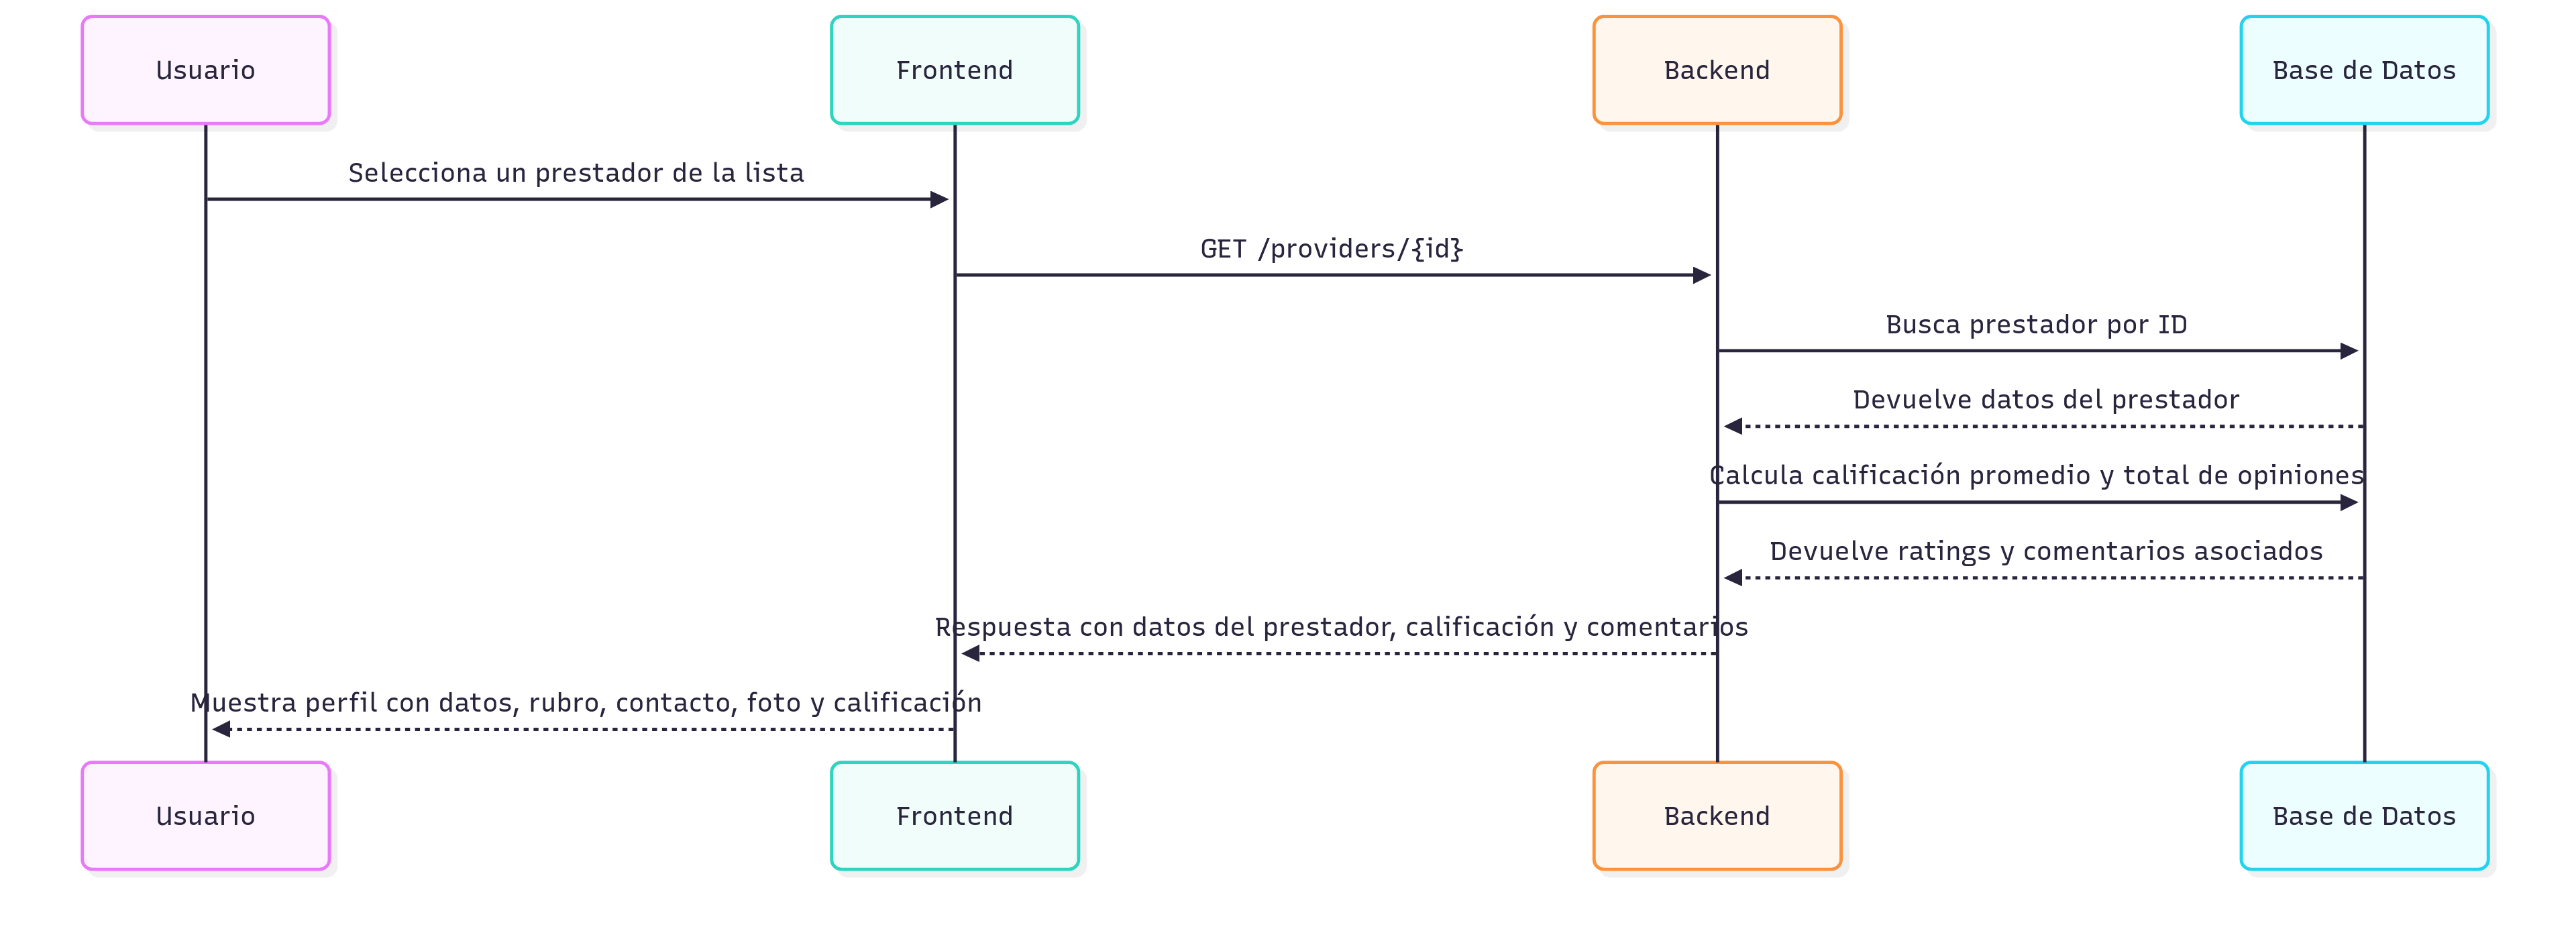 Usuario
Frontend
Backend
Base de Datos
Selecciona un prestador de la lista
GET /providers/{id}
Busca prestador por ID
Devuelve datos del prestador
Calcula calificación promedio y total de opiniones
Devuelve ratings y comentarios asociados
Respuesta con datos del prestador, calificación y comentarios
Muestra perfil con datos, rubro, contacto, foto y calificación
Usuario
Frontend
Backend
Base de Datos